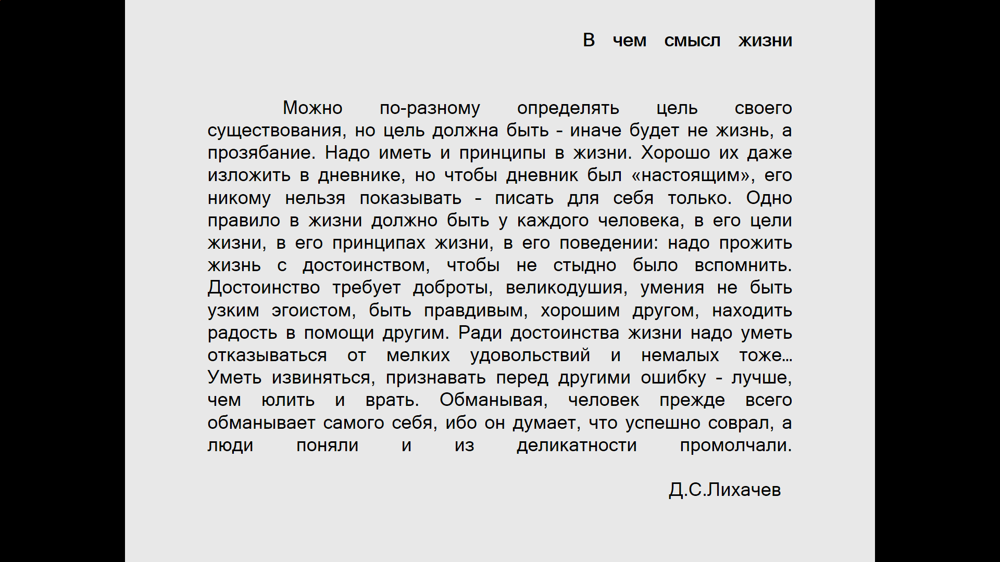 В чем смысл жизни
Можно по-разному определять цель своего
существования, но цель должна быть - иначе будет не жизнь, а
прозябание. Надо иметь и принципы в жизни. Хорошо их даже
изложить в дневнике, но чтобы дневник был «настоящим», его
никому нельзя показывать - писать для себя только. Одно
правило в жизни должно быть у каждого человека, в его цели
жизни, в его принципах жизни, в его поведении: надо прожить
жизнь с достоинством, чтобы не стыдно было вспомнить.
Достоинство требует доброты, великодушия, умения не быть
узким эгоистом, быть правдивым, хорошим другом, находить
радость в помощи другим. Ради достоинства жизни надо уметь
отказываться от мелких удовольствий и немалых тоже…
Уметь извиняться, признавать перед другими ошибку - лучше,
чем юлить и врать. Обманывая, человек прежде всего
обманывает самого себя, ибо он думает, что успешно соврал, а
люди поняли и из деликатности промолчали.
Д.С.Лихачев